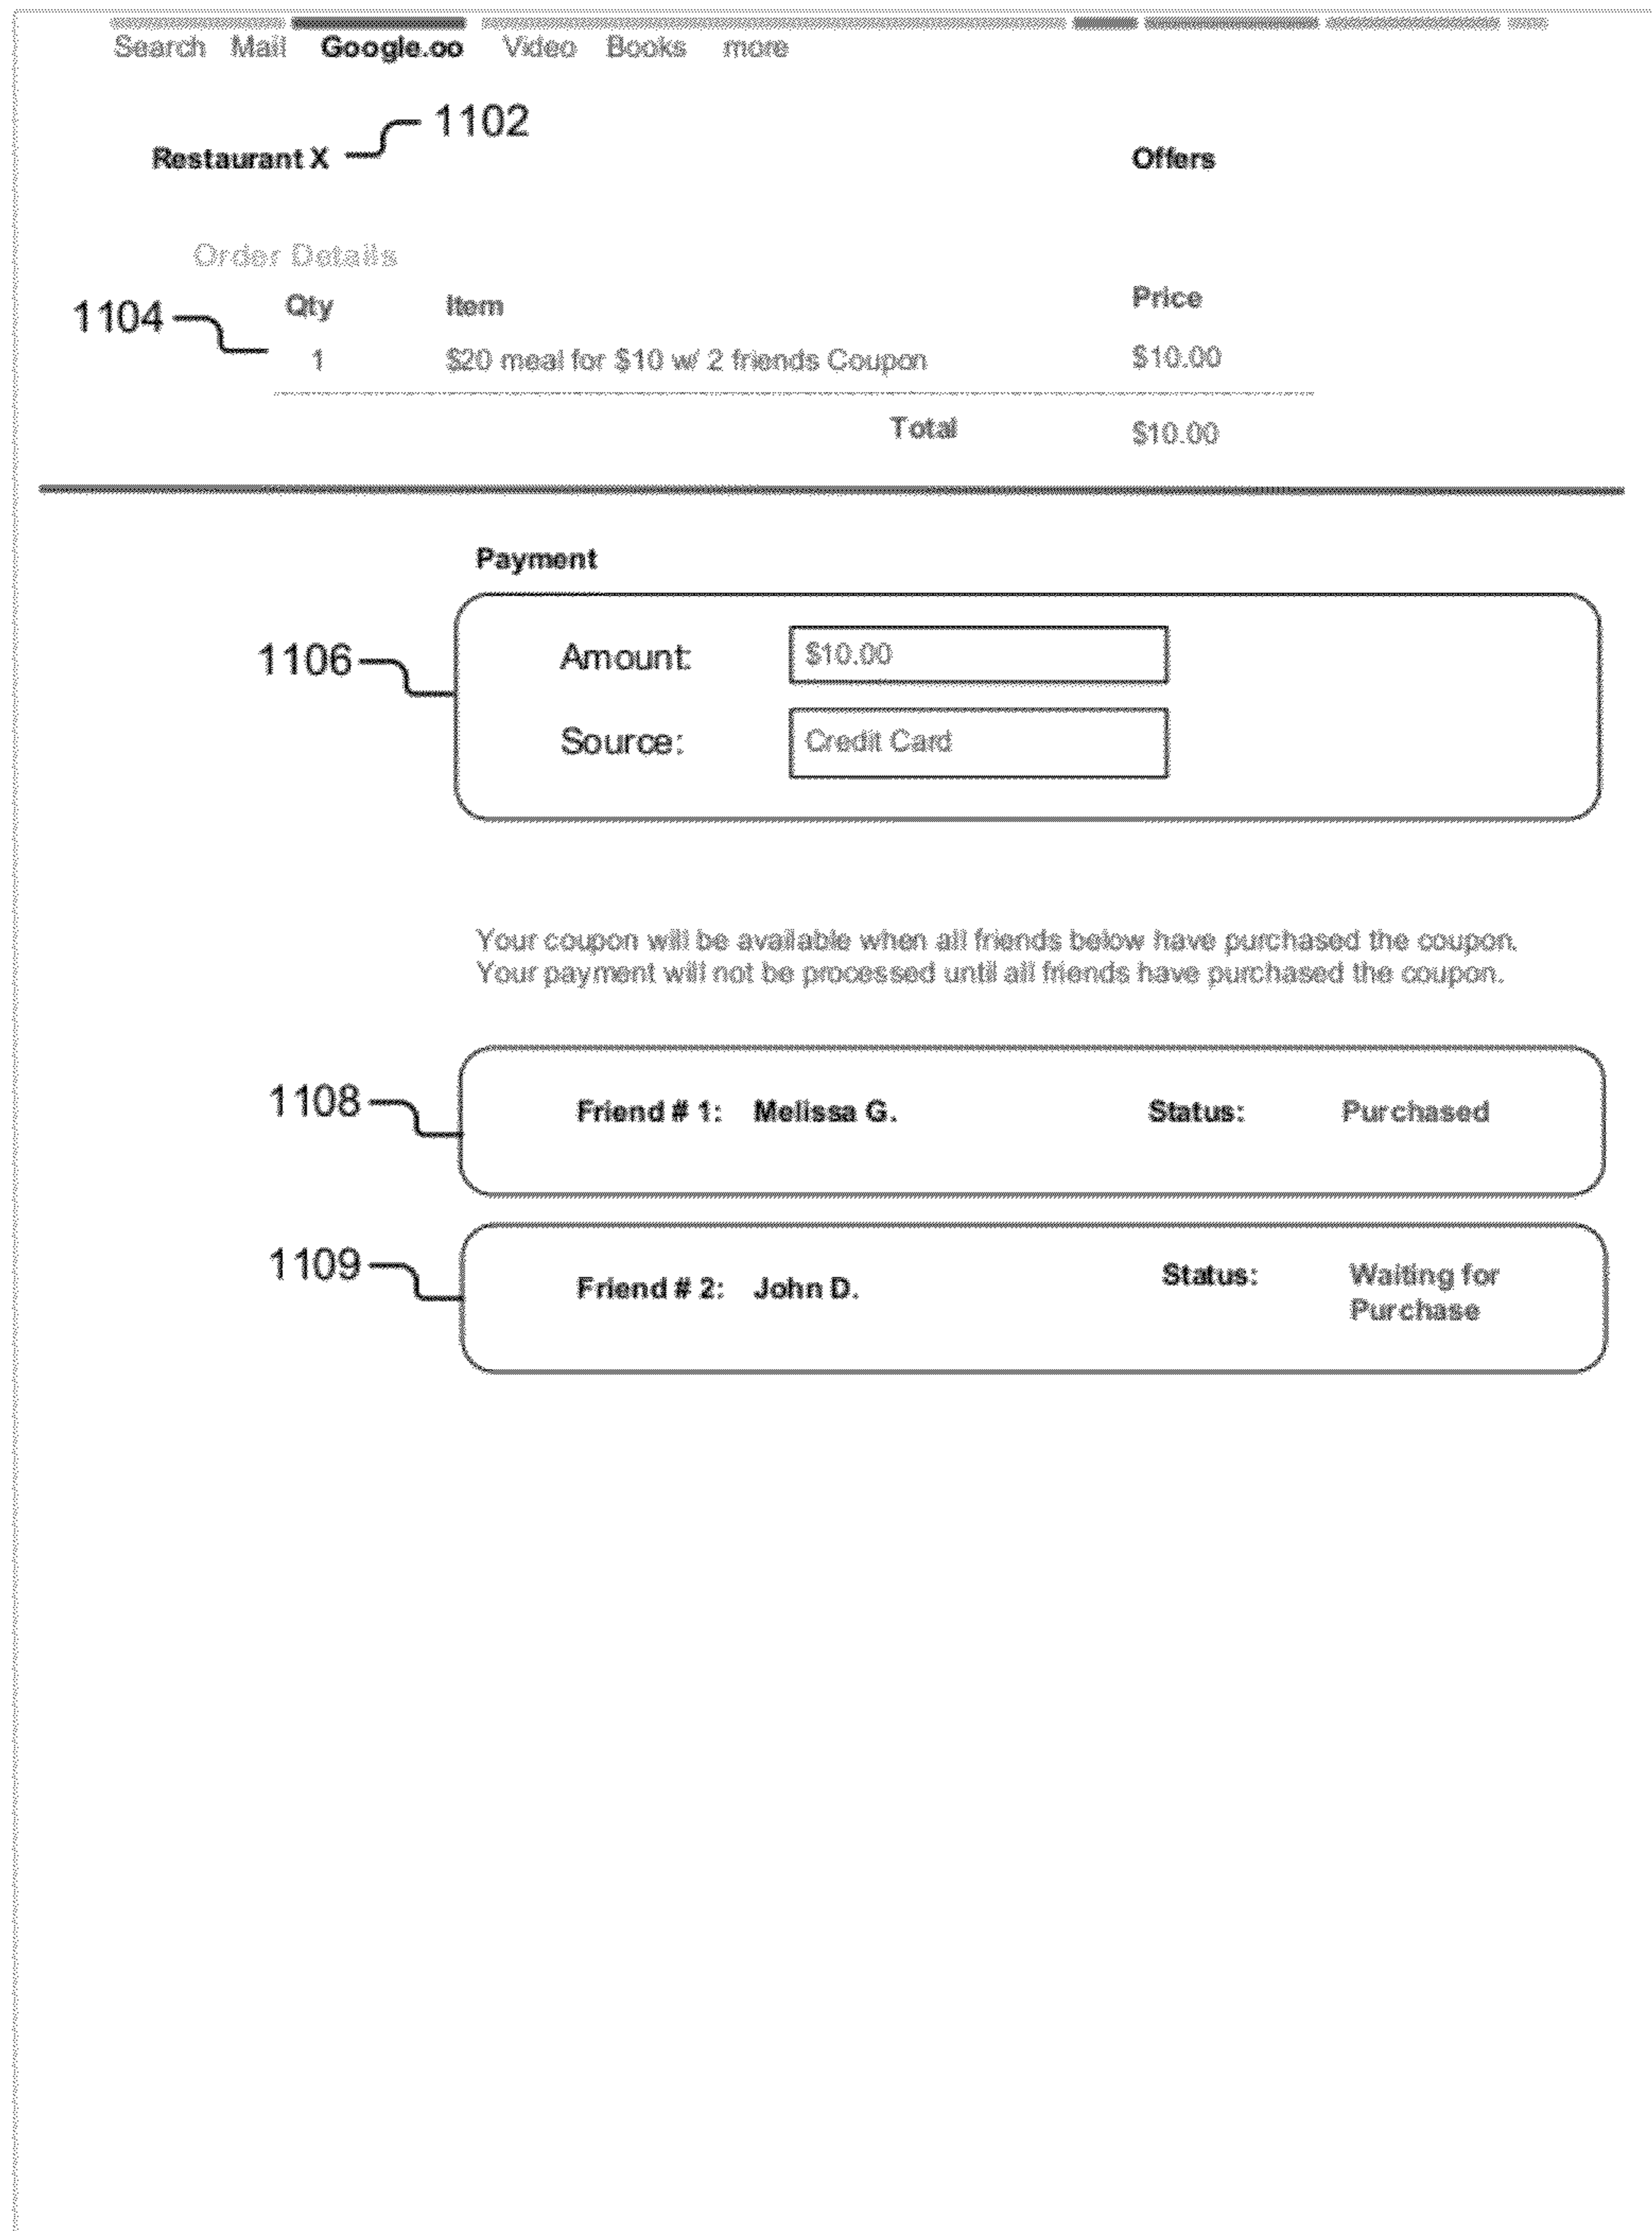 Search Mail Google.oo Video Books more
1102
Restaurant X Offers
Order Details
1104 Qty Item Price
1 $20 meal for $10 w/ 2 friends Coupon $10.00
Total $10.00
Payment
1106 Amount: $10.00
Source: Credit Card
Your coupon will be available when all friends below have purchased the coupon.
Your payment will not be processed until all friends have purchased the coupon.
1108 Friend # 1: Melissa G. Status: Purchased
1109 Friend # 2: John D. Status: Waiting for
Purchase